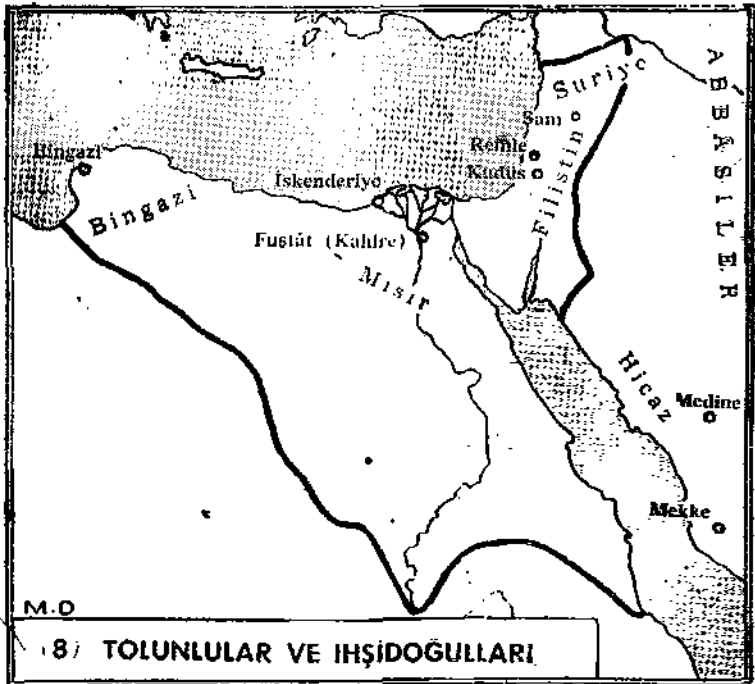 ABBASİLER
Suriye
Şam
Remle
Kudüs
Filistin
Bingazi
Bingazi
İskenderiye
Fustât (Kahire)
Mısır
Hicaz
Medine
Mekke
M.D
8) TOLUNLULAR VE IHŞİDOĞULLARI